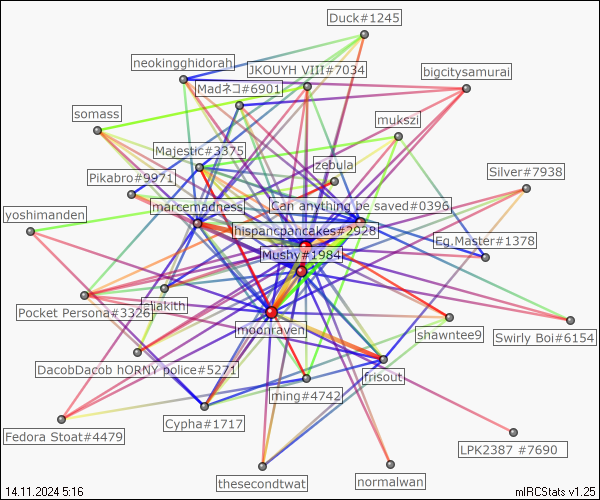 Duck#1245
neokingghidorah
JKOUYH VIII#7034
bigcitysamurai
Madネコ#6901
somass
mukszi
Majestic#3375
zebula
Pikabro#9971
Silver#7938
marcemadness
Can anything be saved#0396
yoshimanden
hispancpancakes#2928
Eg.Master#1378
Mushy#1984
alakith
Pocket Persona#3326
moonraven
shawntee9
Swirly Boi#6154
DacobDacob hORNY police#5271
frisout
ming#4742
Cypha#1717
Fedora Stoat#4479
LPK2387 #7690
thesecondtwat
normalwan
14.11.2024 5:16
mIRCStats v1.25